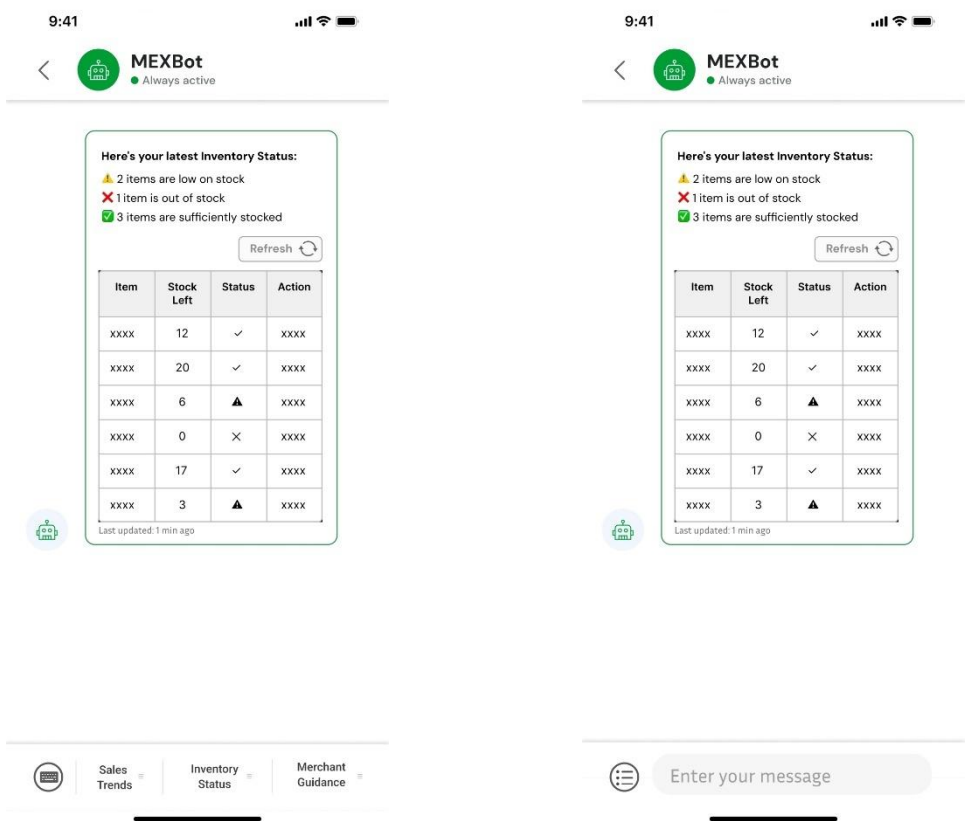 9:41
MEXBot
Always active
Here's your latest Inventory Status:
2 items are low on stock
1 item is out of stock
3 items are sufficiently stocked
Refresh
Item Stock Left Status Action
xxxx 12 ✓ xxxx
xxxx 20 ✓ xxxx
xxxx 6 xxxx
xxxx 0 ✕ xxxx
xxxx 17 ✓ xxxx
xxxx 3 xxxx
Last updated: 1 min ago
Sales Trends
Inventory Status
Merchant Guidance
9:41
MEXBot
Always active
Here's your latest Inventory Status:
2 items are low on stock
1 item is out of stock
3 items are sufficiently stocked
Refresh
Item Stock Left Status Action
xxxx 12 ✓ xxxx
xxxx 20 ✓ xxxx
xxxx 6 xxxx
xxxx 0 ✕ xxxx
xxxx 17 ✓ xxxx
xxxx 3 xxxx
Last updated: 1 min ago
Enter your message